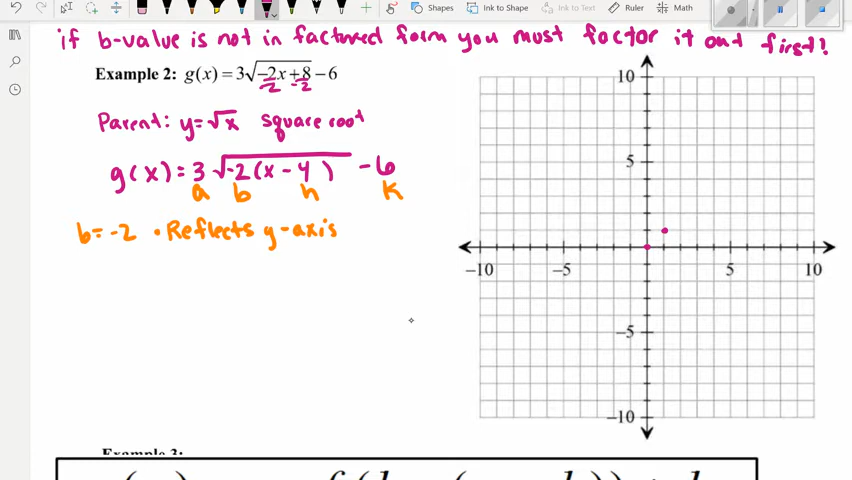 Shapes Ink to Shape Ink to Text Ruler Ink to Math
if b-value is not in factored form you must factor it out first!
Example 2: g(x) = 3√(-2x + 8) - 6
-2 -2
Parent: y = √x square root
g(x) = 3 √(-2(x - 4)) - 6
a b h k
b = -2 • Reflects y-axis
10
5
-10 -5 5 10
-5
-10
Example 3: